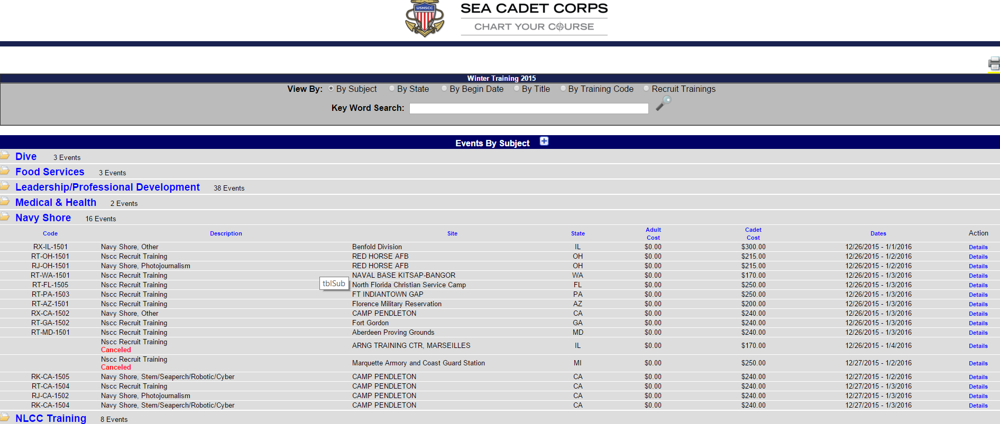 USNSCC
SEA CADET CORPS
CHART YOUR COURSE
Winter Training 2015
View By: By Subject By State By Begin Date By Title By Training Code Recruit Trainings
Key Word Search:
Events By Subject
Dive 3 Events
Food Services 3 Events
Leadership/Professional Development 38 Events
Medical & Health 2 Events
Navy Shore 16 Events
Code Description Site State Adult Cost Cadet Cost Dates Action
RX-IL-1501 Navy Shore, Other Benfold Division IL $0.00 $300.00 12/26/2015 - 1/1/2016 Details
RT-OH-1501 Nscc Recruit Training RED HORSE AFB OH $0.00 $215.00 12/26/2015 - 1/2/2016 Details
RJ-OH-1501 Navy Shore, Photojournalism RED HORSE AFB OH $0.00 $215.00 12/26/2015 - 1/2/2016 Details
RT-WA-1501 Nscc Recruit Training NAVAL BASE KITSAP-BANGOR WA $0.00 $170.00 12/26/2015 - 1/3/2016 Details
RT-FL-1505 Nscc Recruit Training tblSub North Florida Christian Service Camp FL $0.00 $250.00 12/26/2015 - 1/3/2016 Details
RT-PA-1503 Nscc Recruit Training FT INDIANTOWN GAP PA $0.00 $250.00 12/26/2015 - 1/3/2016 Details
RT-AZ-1501 Nscc Recruit Training Florence Military Reservation AZ $0.00 $200.00 12/26/2015 - 1/3/2016 Details
RX-CA-1502 Navy Shore, Other CAMP PENDLETON CA $0.00 $240.00 12/26/2015 - 1/3/2016 Details
RT-GA-1502 Nscc Recruit Training Fort Gordon GA $0.00 $240.00 12/26/2015 - 1/3/2016 Details
RT-MD-1501 Nscc Recruit Training Aberdeen Proving Grounds MD $0.00 $240.00 12/26/2015 - 1/3/2016 Details
Nscc Recruit Training Canceled ARNG TRAINING CTR, MARSEILLES IL $0.00 $170.00 12/26/2015 - 1/4/2016 Details
Nscc Recruit Training Canceled Marquette Armory and Coast Guard Station MI $0.00 $250.00 12/27/2015 - 1/2/2016 Details
RK-CA-1505 Navy Shore, Stem/Seaperch/Robotic/Cyber CAMP PENDLETON CA $0.00 $240.00 12/27/2015 - 1/2/2016 Details
RT-CA-1504 Nscc Recruit Training CAMP PENDLETON CA $0.00 $240.00 12/27/2015 - 1/3/2016 Details
RJ-CA-1502 Navy Shore, Photojournalism CAMP PENDLETON CA $0.00 $240.00 12/27/2015 - 1/3/2016 Details
RK-CA-1504 Navy Shore, Stem/Seaperch/Robotic/Cyber CAMP PENDLETON CA $0.00 $240.00 12/27/2015 - 1/3/2016 Details
NLCC Training 8 Events